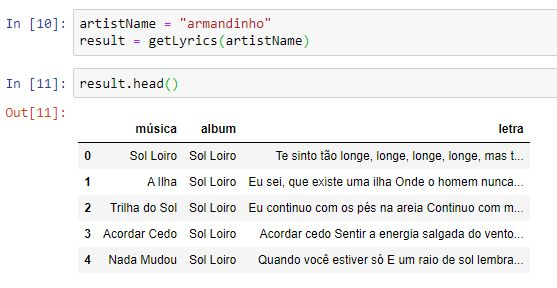 In [10]: artistName = "armandinho"
result = getLyrics(artistName)
In [11]: result.head()
Out[11]:
música album letra
0 Sol Loiro Sol Loiro Te sinto tão longe, longe, longe, longe, mas t...
1 A Ilha Sol Loiro Eu sei, que existe uma ilha Onde o homem nunca...
2 Trilha do Sol Sol Loiro Eu continuo com os pés na areia Continuo com m...
3 Acordar Cedo Sol Loiro Acordar cedo Sentir a energia salgada do vento...
4 Nada Mudou Sol Loiro Quando você estiver só E um raio de sol lembra...